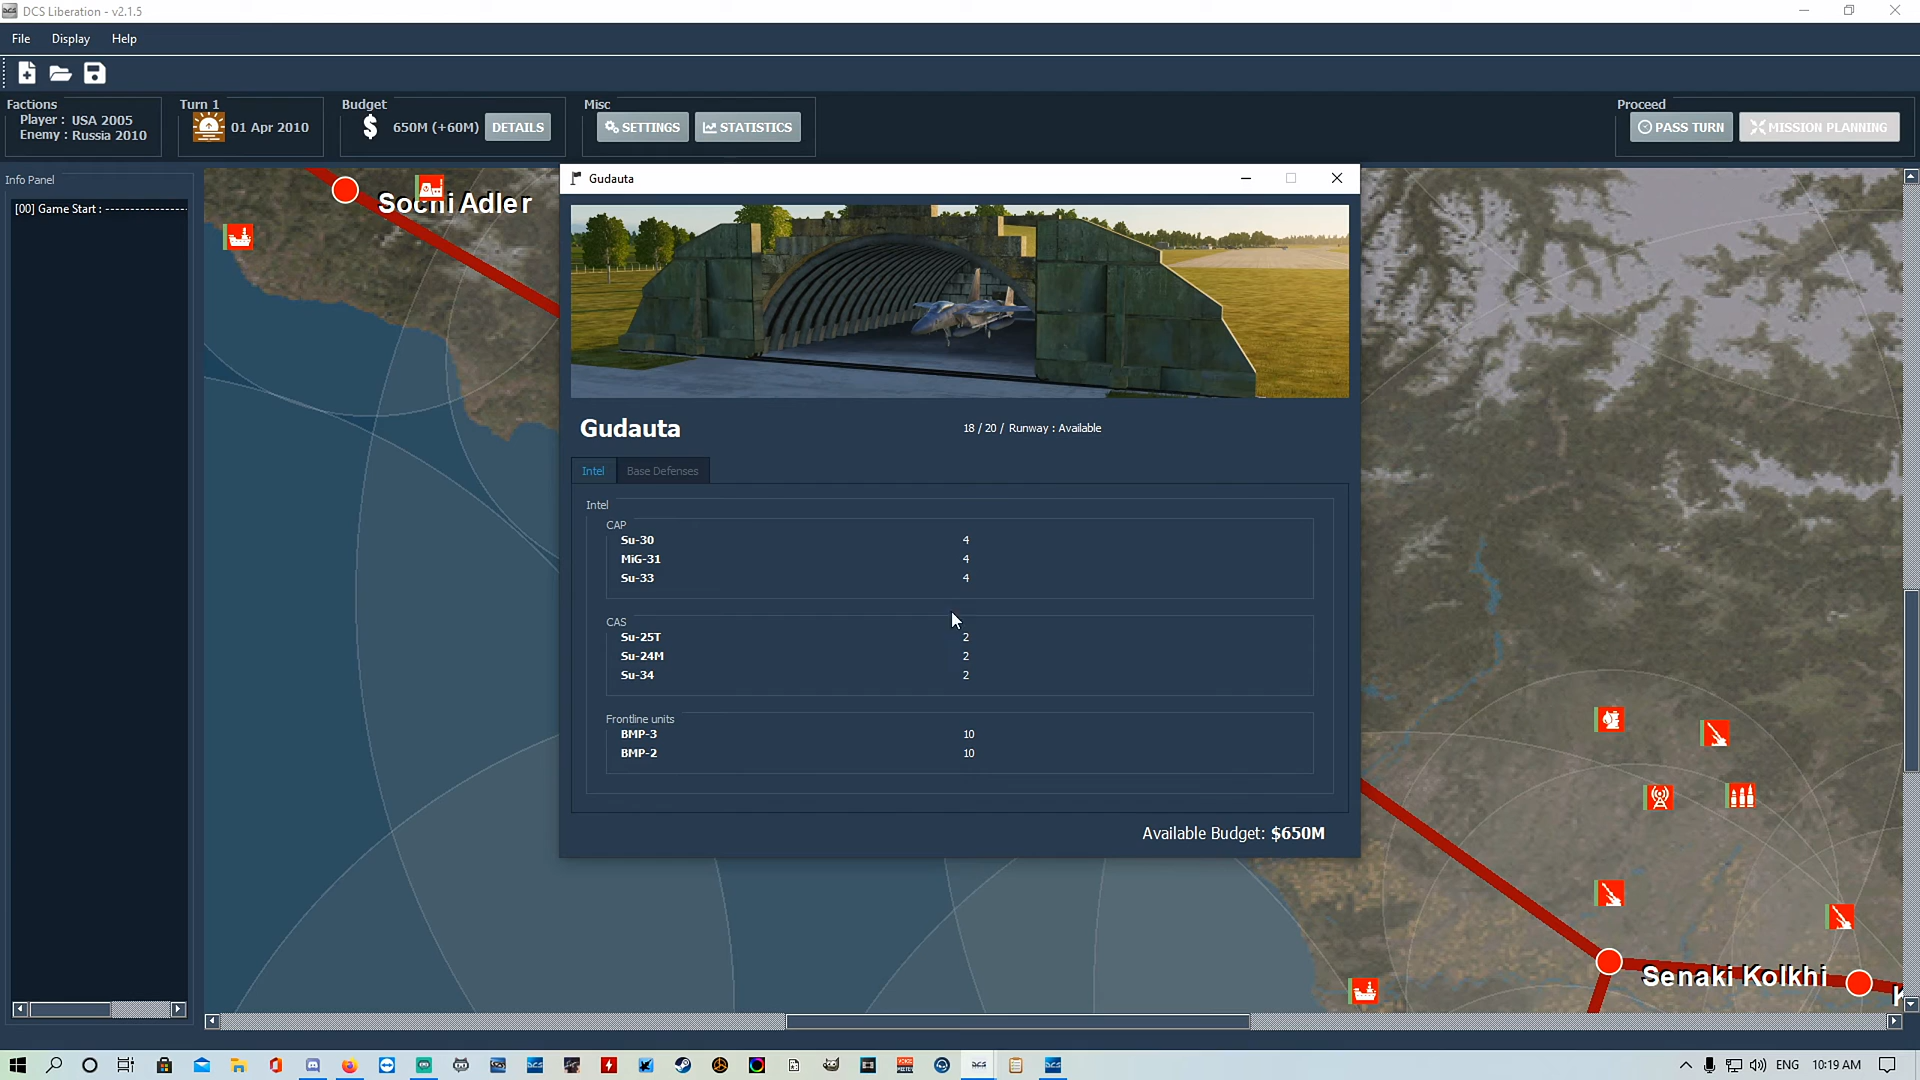 DCS Liberation - v2.1.5
File Display Help
Factions
Player : USA 2005
Enemy : Russia 2010
Turn 1
01 Apr 2010
Budget
650M (+60M) DETAILS
Misc
SETTINGS STATISTICS
Proceed
PASS TURN MISSION PLANNING
Info Panel
[00] Game Start : -----------------
Sochi Adler
Gudauta
Gudauta
18 / 20 / Runway : Available
Intel Base Defenses
Intel
CAP
Su-30 4
MiG-31 4
Su-33 4
CAS
Su-25T 2
Su-24M 2
Su-34 2
Frontline units
BMP-3 10
BMP-2 10
Available Budget: $650M
Senaki Kolkhi
K
ENG 10:19 AM